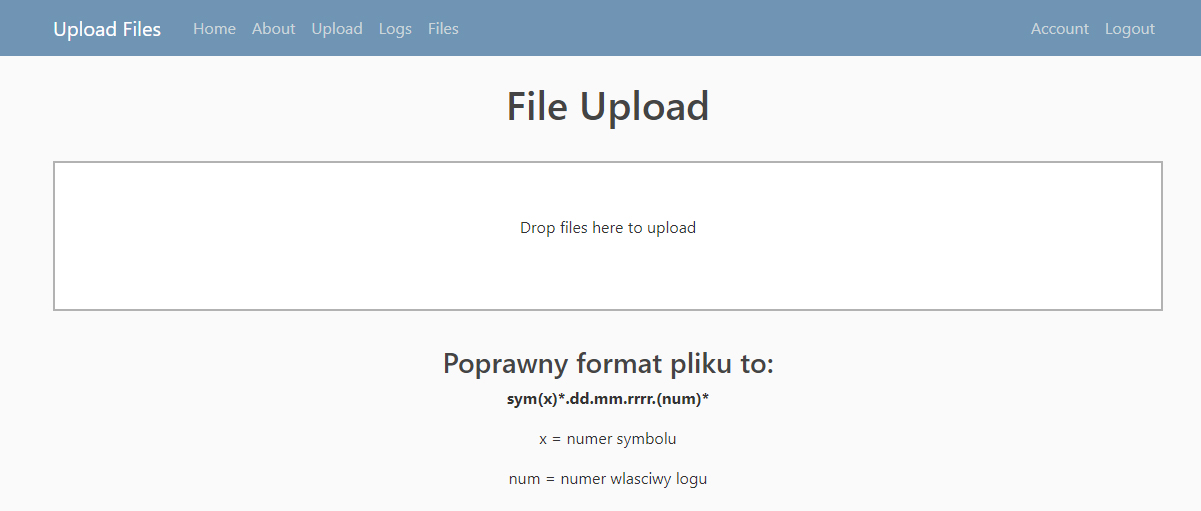 Upload Files Home About Upload Logs Files Account Logout
File Upload
Drop files here to upload
Poprawny format pliku to:
sym(x)*.dd.mm.rrrr.(num)*
x = numer symbolu
num = numer wlasciwy logu